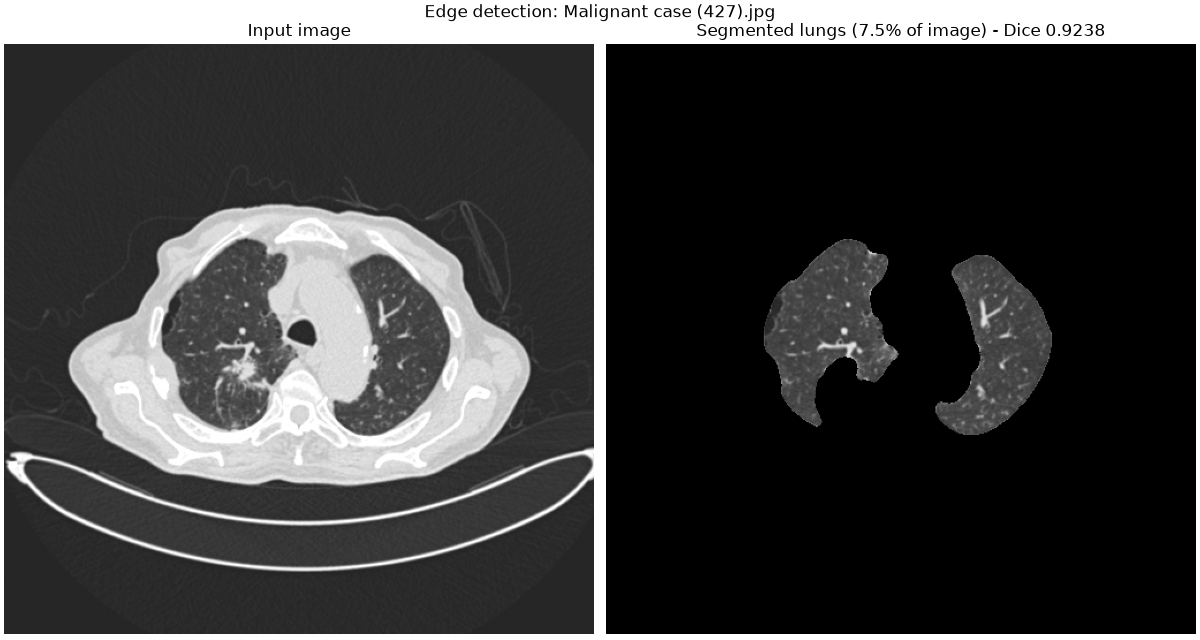 Edge detection: Malignant case (427).jpg
Input image
Segmented lungs (7.5% of image) - Dice 0.9238